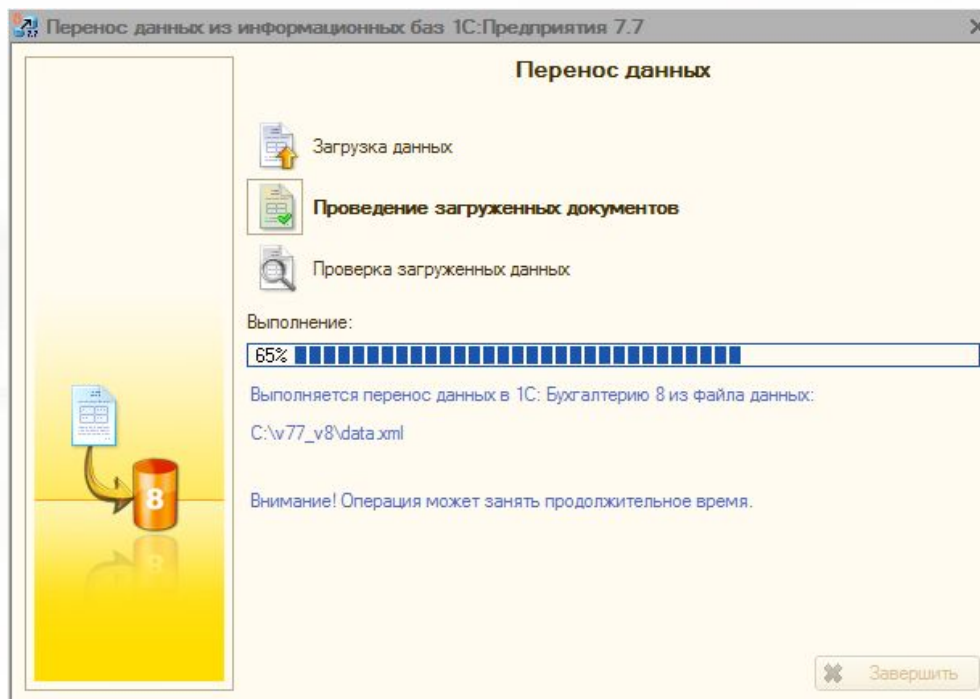 Перенос данных из информационных баз 1С:Предприятия 7.7
Перенос данных
Загрузка данных
Проведение загруженных документов
Проверка загруженных данных
Выполнение:
65%
Выполняется перенос данных в 1С: Бухгалтерию 8 из файла данных:
C:\v77_v8\data.xml
8
Внимание! Операция может занять продолжительное время.
Завершить